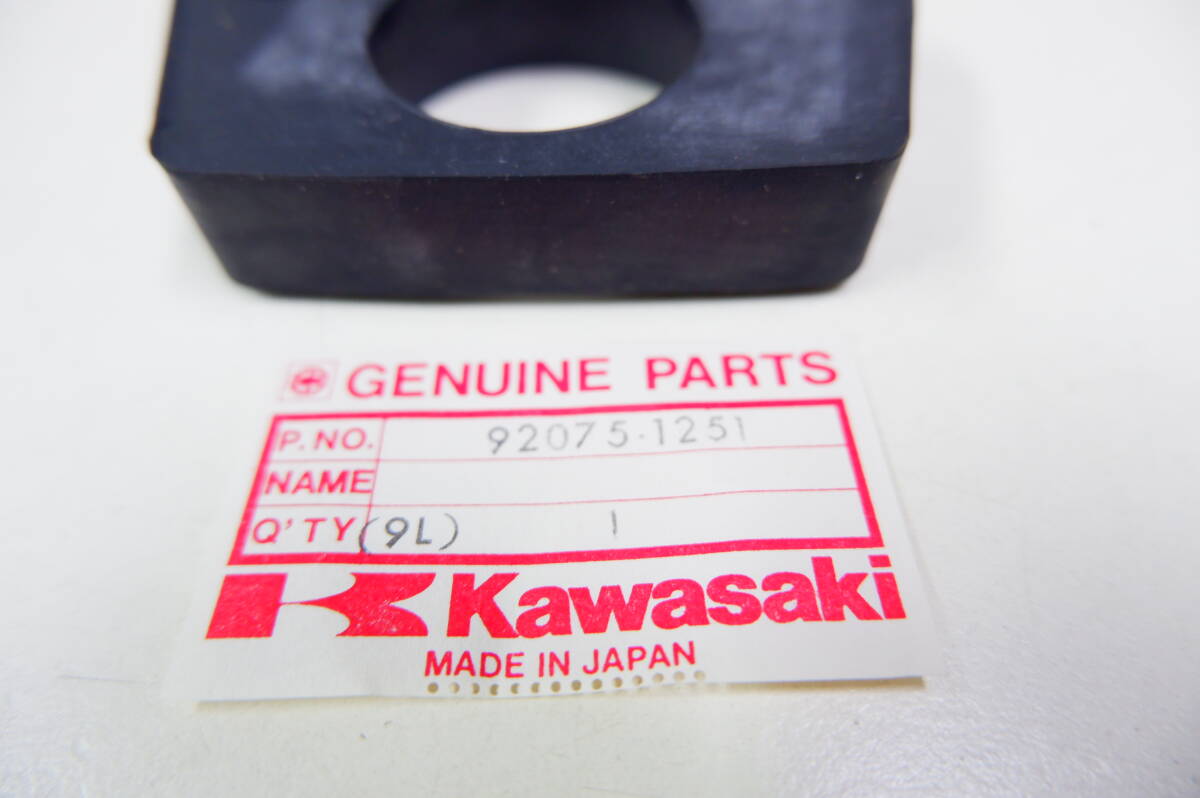 GENUINE PARTS
P.NO. 92075-1251
NAME
Q'TY (9L) 1
Kawasaki
MADE IN JAPAN